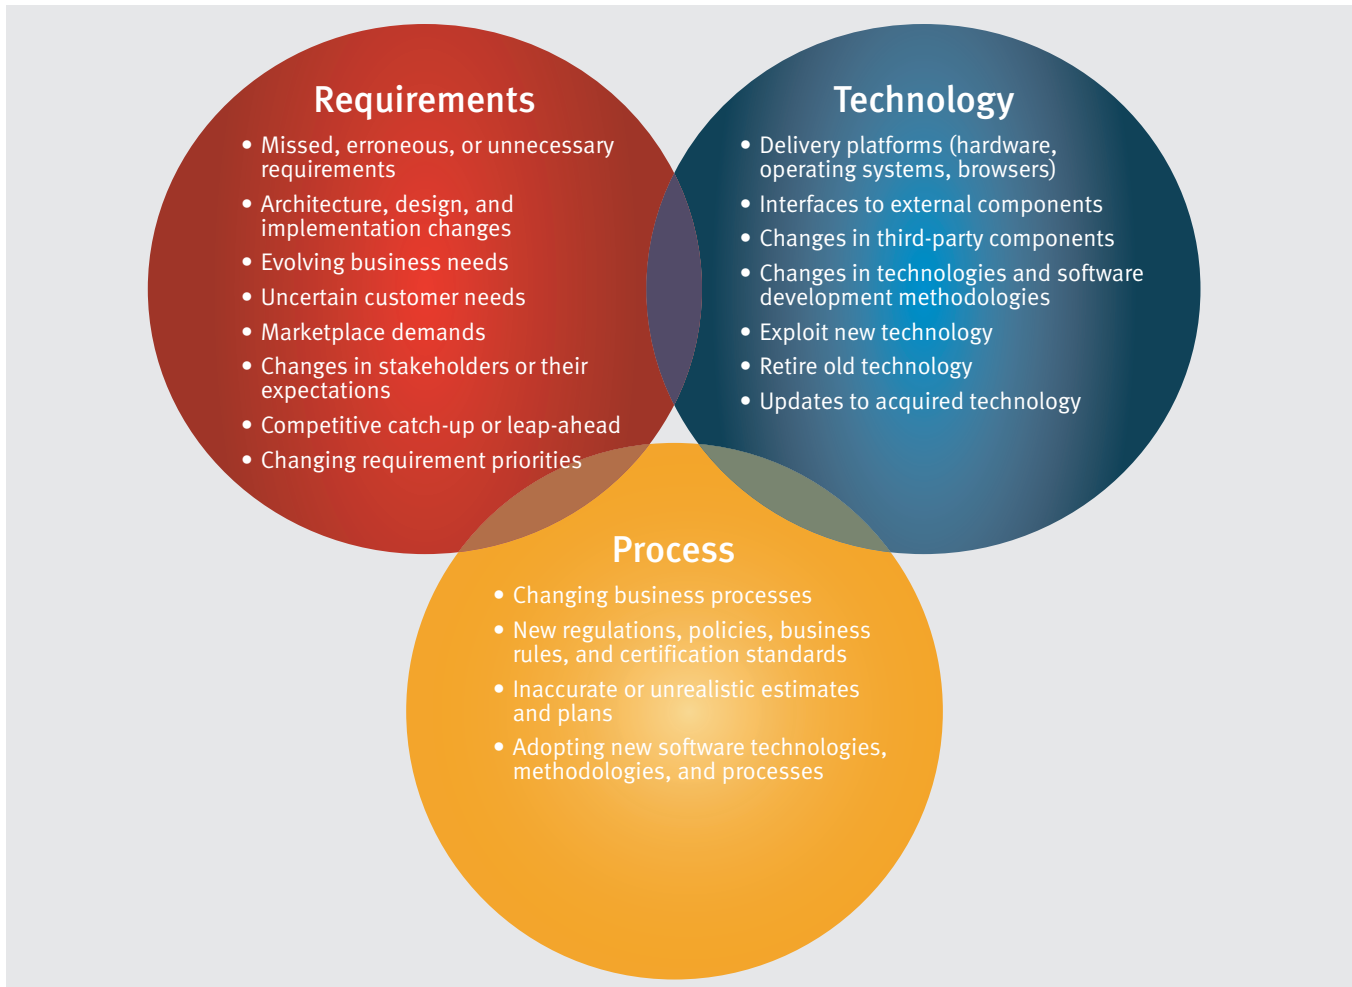 Requirements
• Missed, erroneous, or unnecessary
requirements
• Architecture, design, and
implementation changes
• Evolving business needs
• Uncertain customer needs
• Marketplace demands
• Changes in stakeholders or their
expectations
• Competitive catch-up or leap-ahead
• Changing requirement priorities
Technology
• Delivery platforms (hardware,
operating systems, browsers)
• Interfaces to external components
• Changes in third-party components
• Changes in technologies and software
development methodologies
• Exploit new technology
• Retire old technology
• Updates to acquired technology
Process
• Changing business processes
• New regulations, policies, business
rules, and certification standards
• Inaccurate or unrealistic estimates
and plans
• Adopting new software technologies,
methodologies, and processes